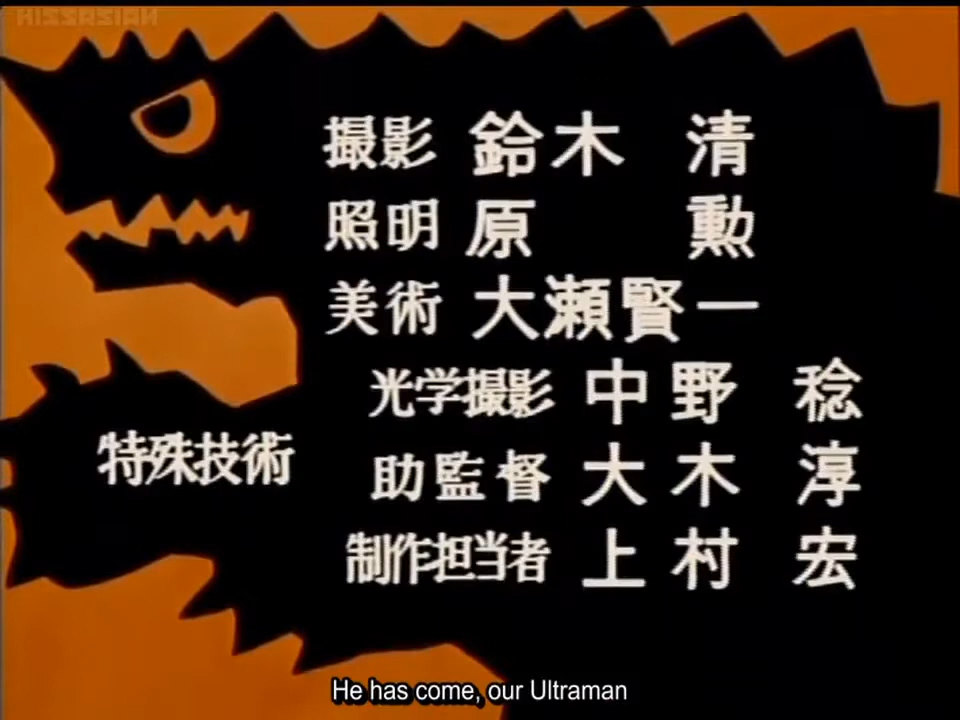 KISSASIAN
撮影 鈴木 清
照明 原 勲
美術 大瀬賢一
光学撮影 中野 稔
特殊技術 助監督 大木 淳
制作担当者 上村 宏
He has come, our Ultraman